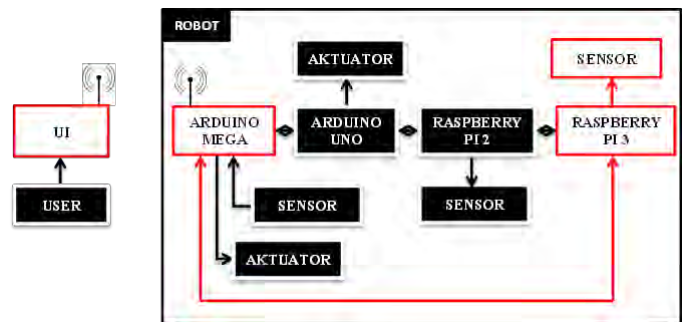 ROBOT
AKTUATOR
SENSOR
UI
ARDUINO
MEGA
ARDUINO
UNO
RASPBERRY
PI 2
RASPBERRY
PI 3
USER
SENSOR
SENSOR
AKTUATOR